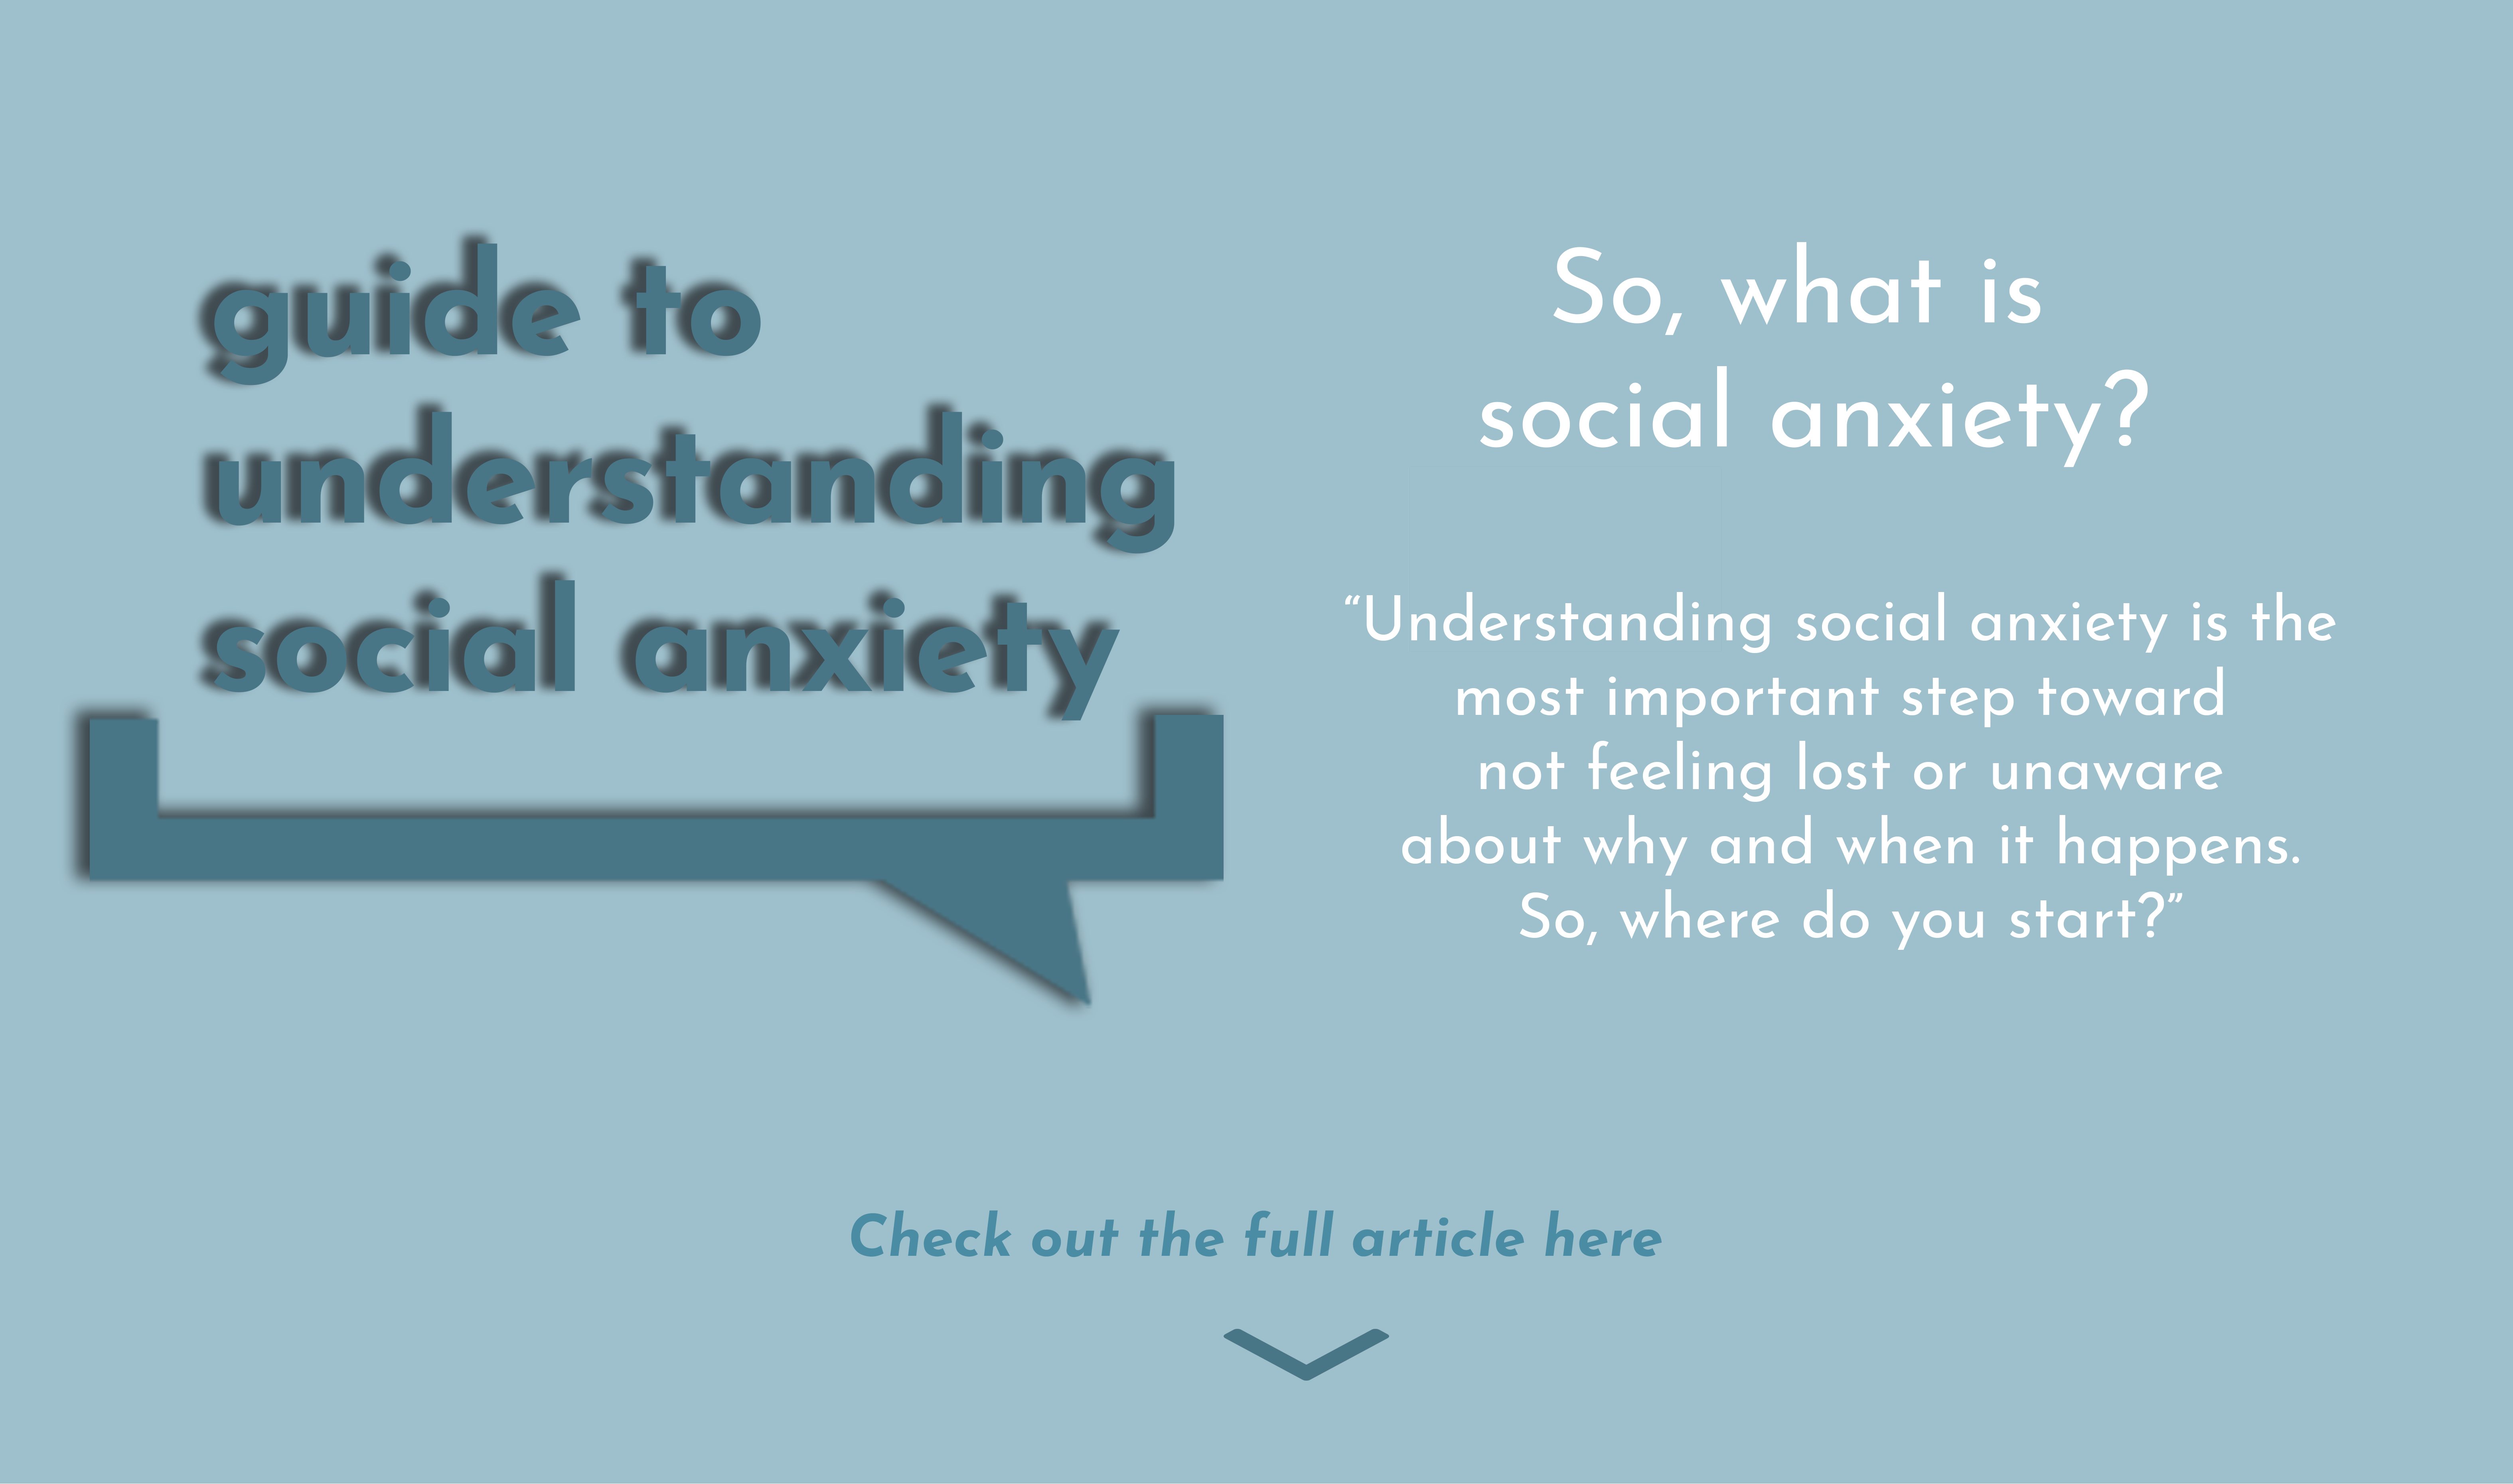 guide to
understanding
social anxiety
So, what is
social anxiety?
“Understanding social anxiety is the
most important step toward
not feeling lost or unaware
about why and when it happens.
So, where do you start?”
Check out the full article here